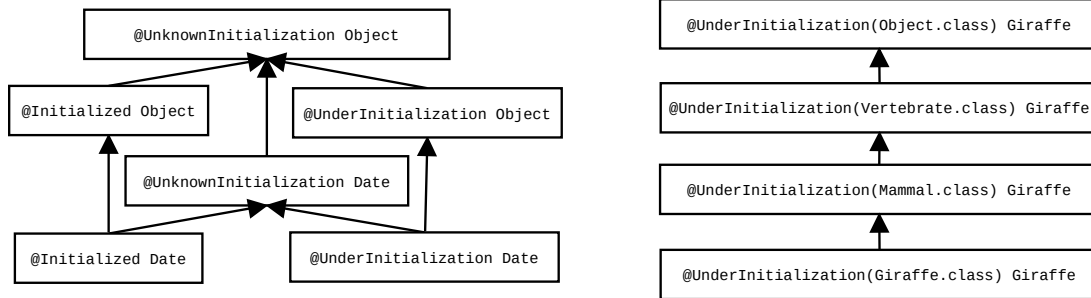 @UnknownInitialization Object
@Initialized Object
@UnderInitialization Object
@UnknownInitialization Date
@Initialized Date
@UnderInitialization Date
@UnderInitialization(Object.class) Giraffe
@UnderInitialization(Vertebrate.class) Giraffe
@UnderInitialization(Mammal.class) Giraffe
@UnderInitialization(Giraffe.class) Giraffe